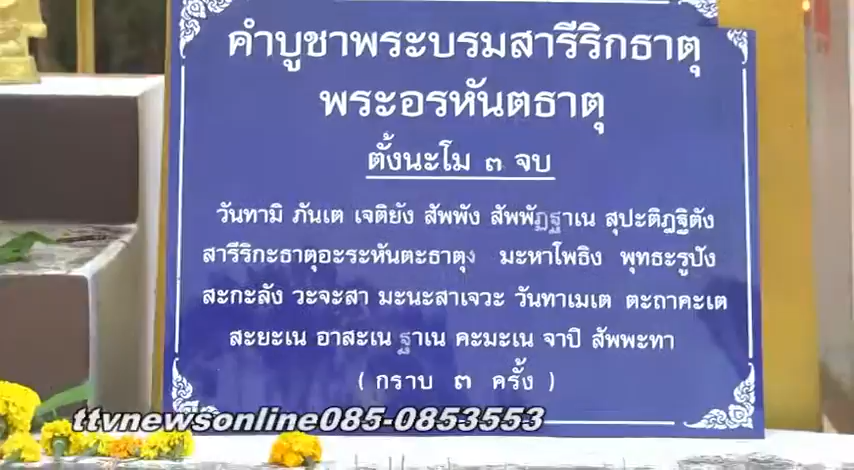 คำบูชาพระบรมสารีริกธาตุ
พระอรหันตธาตุ
ตั้งนะโม ๓ จบ
วันทามิ ภันเต เจติยัง สัพพัง สัพพัฏฐาเน สุปะติฏฐิตัง
สารีริกะธาตุอะระหันตะธาตุง มะหาโพธิง พุทธะรูปัง
สะกะลัง วะจะสา มะนะสาเจวะ วันทาเมเต ตะถาคะเต
สะยะเน อาสะเน ฐาเน คะมะเน จาปิ สัพพะทา
( กราบ ๓ ครั้ง )
ttvnewsonline085-0853553